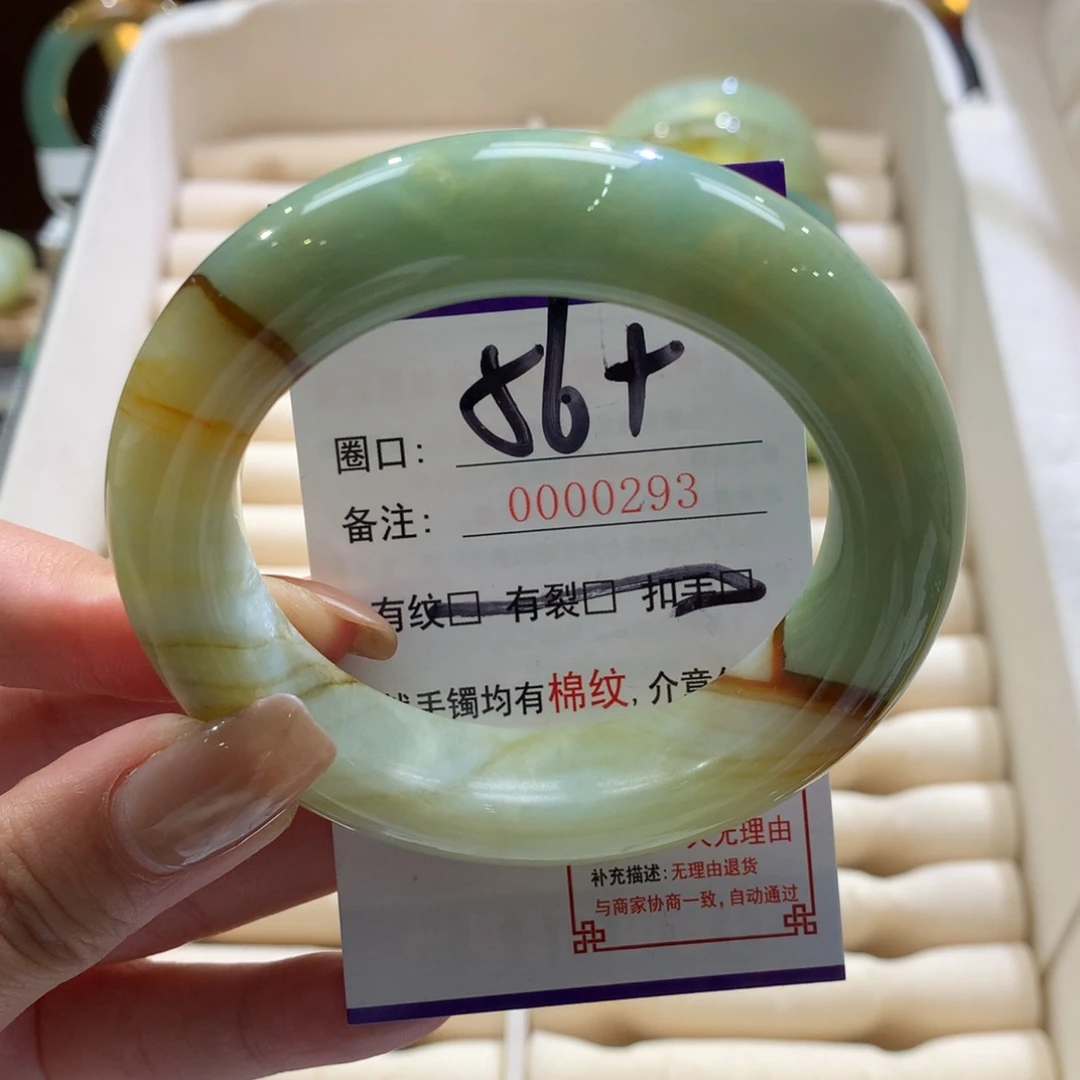 圈口: 56+
备注: 0000293
有纹□ 有裂□ 扣手□
手镯均有棉纹, 介意
无理由
补充描述: 无理由退货
与商家协商一致, 自动通过